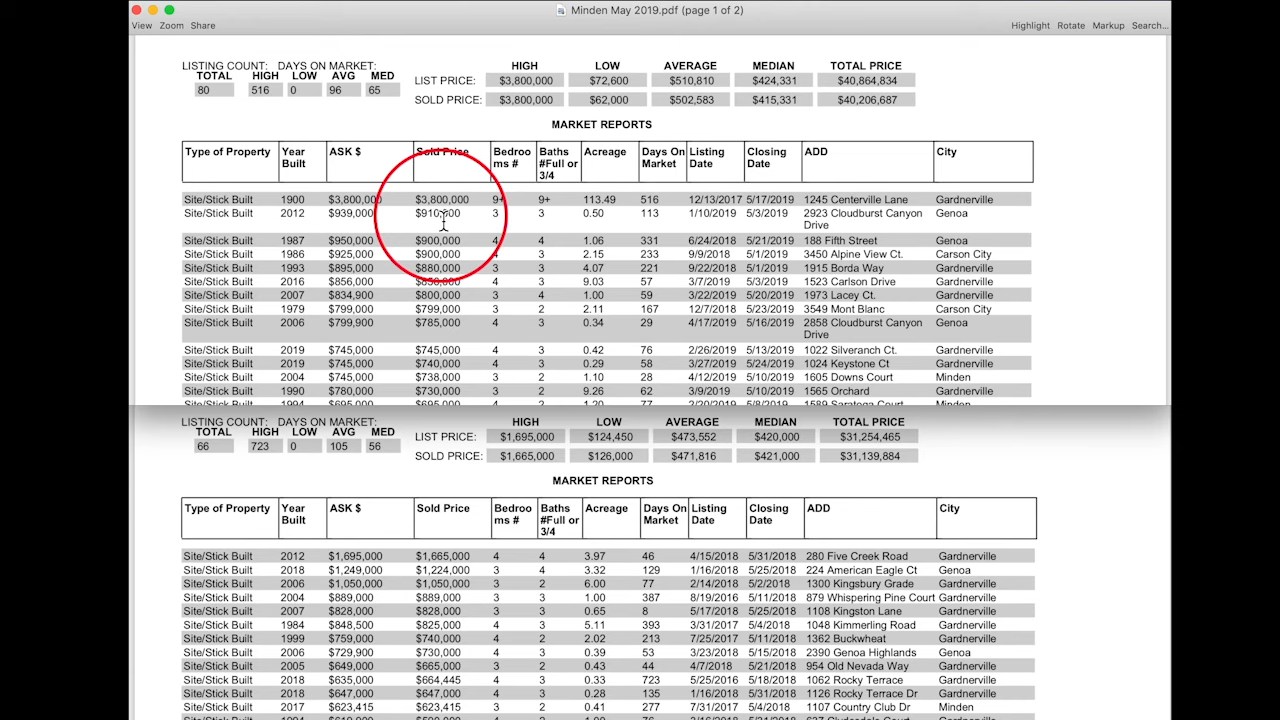 Minden May 2019.pdf (page 1 of 2)
View Zoom Share Highlight Rotate Markup Search...
LISTING COUNT: DAYS ON MARKET: HIGH LOW AVERAGE MEDIAN TOTAL PRICE
TOTAL HIGH LOW AVG MED
LIST PRICE: $3,800,000 $72,600 $510,810 $424,331 $40,864,834
80 516 0 96 65
SOLD PRICE: $3,800,000 $62,000 $502,583 $415,331 $40,206,687
MARKET REPORTS
Type of Property Year Built ASK $ Sold Price Bedroo ms # Baths #Full or 3/4 Acreage Days On Market Listing Date Closing Date ADD City
Site/Stick Built 1900 $3,800,000 $3,800,000 9+ 9+ 113.49 516 12/13/2017 5/17/2019 1245 Centerville Lane Gardnerville
Site/Stick Built 2012 $939,000 3 3 0.50 113 1/10/2019 5/3/2019 2923 Cloudburst Canyon Genoa
Drive
Site/Stick Built 1987 $950,000 $900,000 4 4 1.06 331 6/24/2018 5/21/2019 188 Fifth Street Genoa
Site/Stick Built 1986 $925,000 $900,000 4 3 2.15 233 9/9/2018 5/1/2019 3450 Alpine View Ct. Carson City
Site/Stick Built 1993 $895,000 $880,000 3 3 4.07 221 9/22/2018 5/1/2019 1915 Borda Way Gardnerville
Site/Stick Built 2016 $856,000 $850,000 4 3 9.03 57 3/7/2019 5/3/2019 1523 Carlson Drive Gardnerville
Site/Stick Built 2007 $834,900 $800,000 3 4 1.00 59 3/22/2019 5/20/2019 1973 Lacey Ct. Gardnerville
Site/Stick Built 1979 $799,000 $799,000 3 2 2.11 167 12/7/2018 5/23/2019 3549 Mont Blanc Carson City
Site/Stick Built 2006 $799,900 $785,000 4 3 0.34 29 4/17/2019 5/16/2019 2858 Cloudburst Canyon Genoa
Drive
Site/Stick Built 2019 $745,000 $745,000 4 3 0.42 76 2/26/2019 5/13/2019 1022 Silveranch Ct. Gardnerville
Site/Stick Built 2019 $745,000 $740,000 4 3 0.29 58 3/27/2019 5/24/2019 1024 Keystone Ct Gardnerville
Site/Stick Built 2004 $745,000 $738,000 3 2 1.10 28 4/12/2019 5/10/2019 1605 Downs Court Minden
Site/Stick Built 1990 $780,000 $730,000 3 2 9.26 62 3/9/2019 5/10/2019 1565 Orchard Gardnerville
Site/Stick Built 1994 $695,000 $695,000 4 3 1.20 77 2/20/2019 5/8/2019 1589 Saratoga Court Minden
LISTING COUNT: DAYS ON MARKET: HIGH LOW AVERAGE MEDIAN TOTAL PRICE
TOTAL HIGH LOW AVG MED
LIST PRICE: $1,695,000 $124,450 $473,552 $420,000 $31,254,465
66 723 0 105 56
SOLD PRICE: $1,665,000 $126,000 $471,816 $421,000 $31,139,884
MARKET REPORTS
Type of Property Year Built ASK $ Sold Price Bedroo ms # Baths #Full or 3/4 Acreage Days On Market Listing Date Closing Date ADD City
Site/Stick Built 2012 $1,695,000 $1,665,000 4 4 3.97 46 4/15/2018 5/31/2018 280 Five Creek Road Gardnerville
Site/Stick Built 2018 $1,249,000 $1,224,000 3 4 3.32 129 1/16/2018 5/25/2018 224 American Eagle Ct Genoa
Site/Stick Built 2006 $1,050,000 $1,050,000 3 2 6.00 77 2/14/2018 5/2/2018 1300 Kingsbury Grade Gardnerville
Site/Stick Built 2004 $889,000 $889,000 3 3 1.00 387 8/19/2016 5/11/2018 879 Whispering Pine Court Gardnerville
Site/Stick Built 2007 $828,000 $828,000 3 3 0.65 8 5/17/2018 5/25/2018 1108 Kingston Lane Gardnerville
Site/Stick Built 1984 $848,500 $825,000 4 3 5.11 393 3/31/2017 5/4/2018 1048 Kimmerling Road Gardnerville
Site/Stick Built 1999 $759,000 $740,000 4 2 2.02 213 7/25/2017 5/11/2018 1362 Buckwheat Gardnerville
Site/Stick Built 2006 $729,900 $730,000 4 3 0.39 53 3/23/2018 5/15/2018 2390 Genoa Highlands Genoa
Site/Stick Built 2005 $649,000 $665,000 3 2 0.43 44 4/7/2018 5/21/2018 954 Old Nevada Way Gardnerville
Site/Stick Built 2018 $635,000 $664,445 4 3 0.33 723 5/25/2016 5/18/2018 1062 Rocky Terrace Gardnerville
Site/Stick Built 2018 $647,000 $647,000 4 3 0.28 135 1/16/2018 5/31/2018 1126 Rocky Terrace Dr Gardnerville
Site/Stick Built 2017 $623,415 $623,415 3 2 0.41 277 7/31/2017 5/4/2018 1107 Country Club Dr Minden